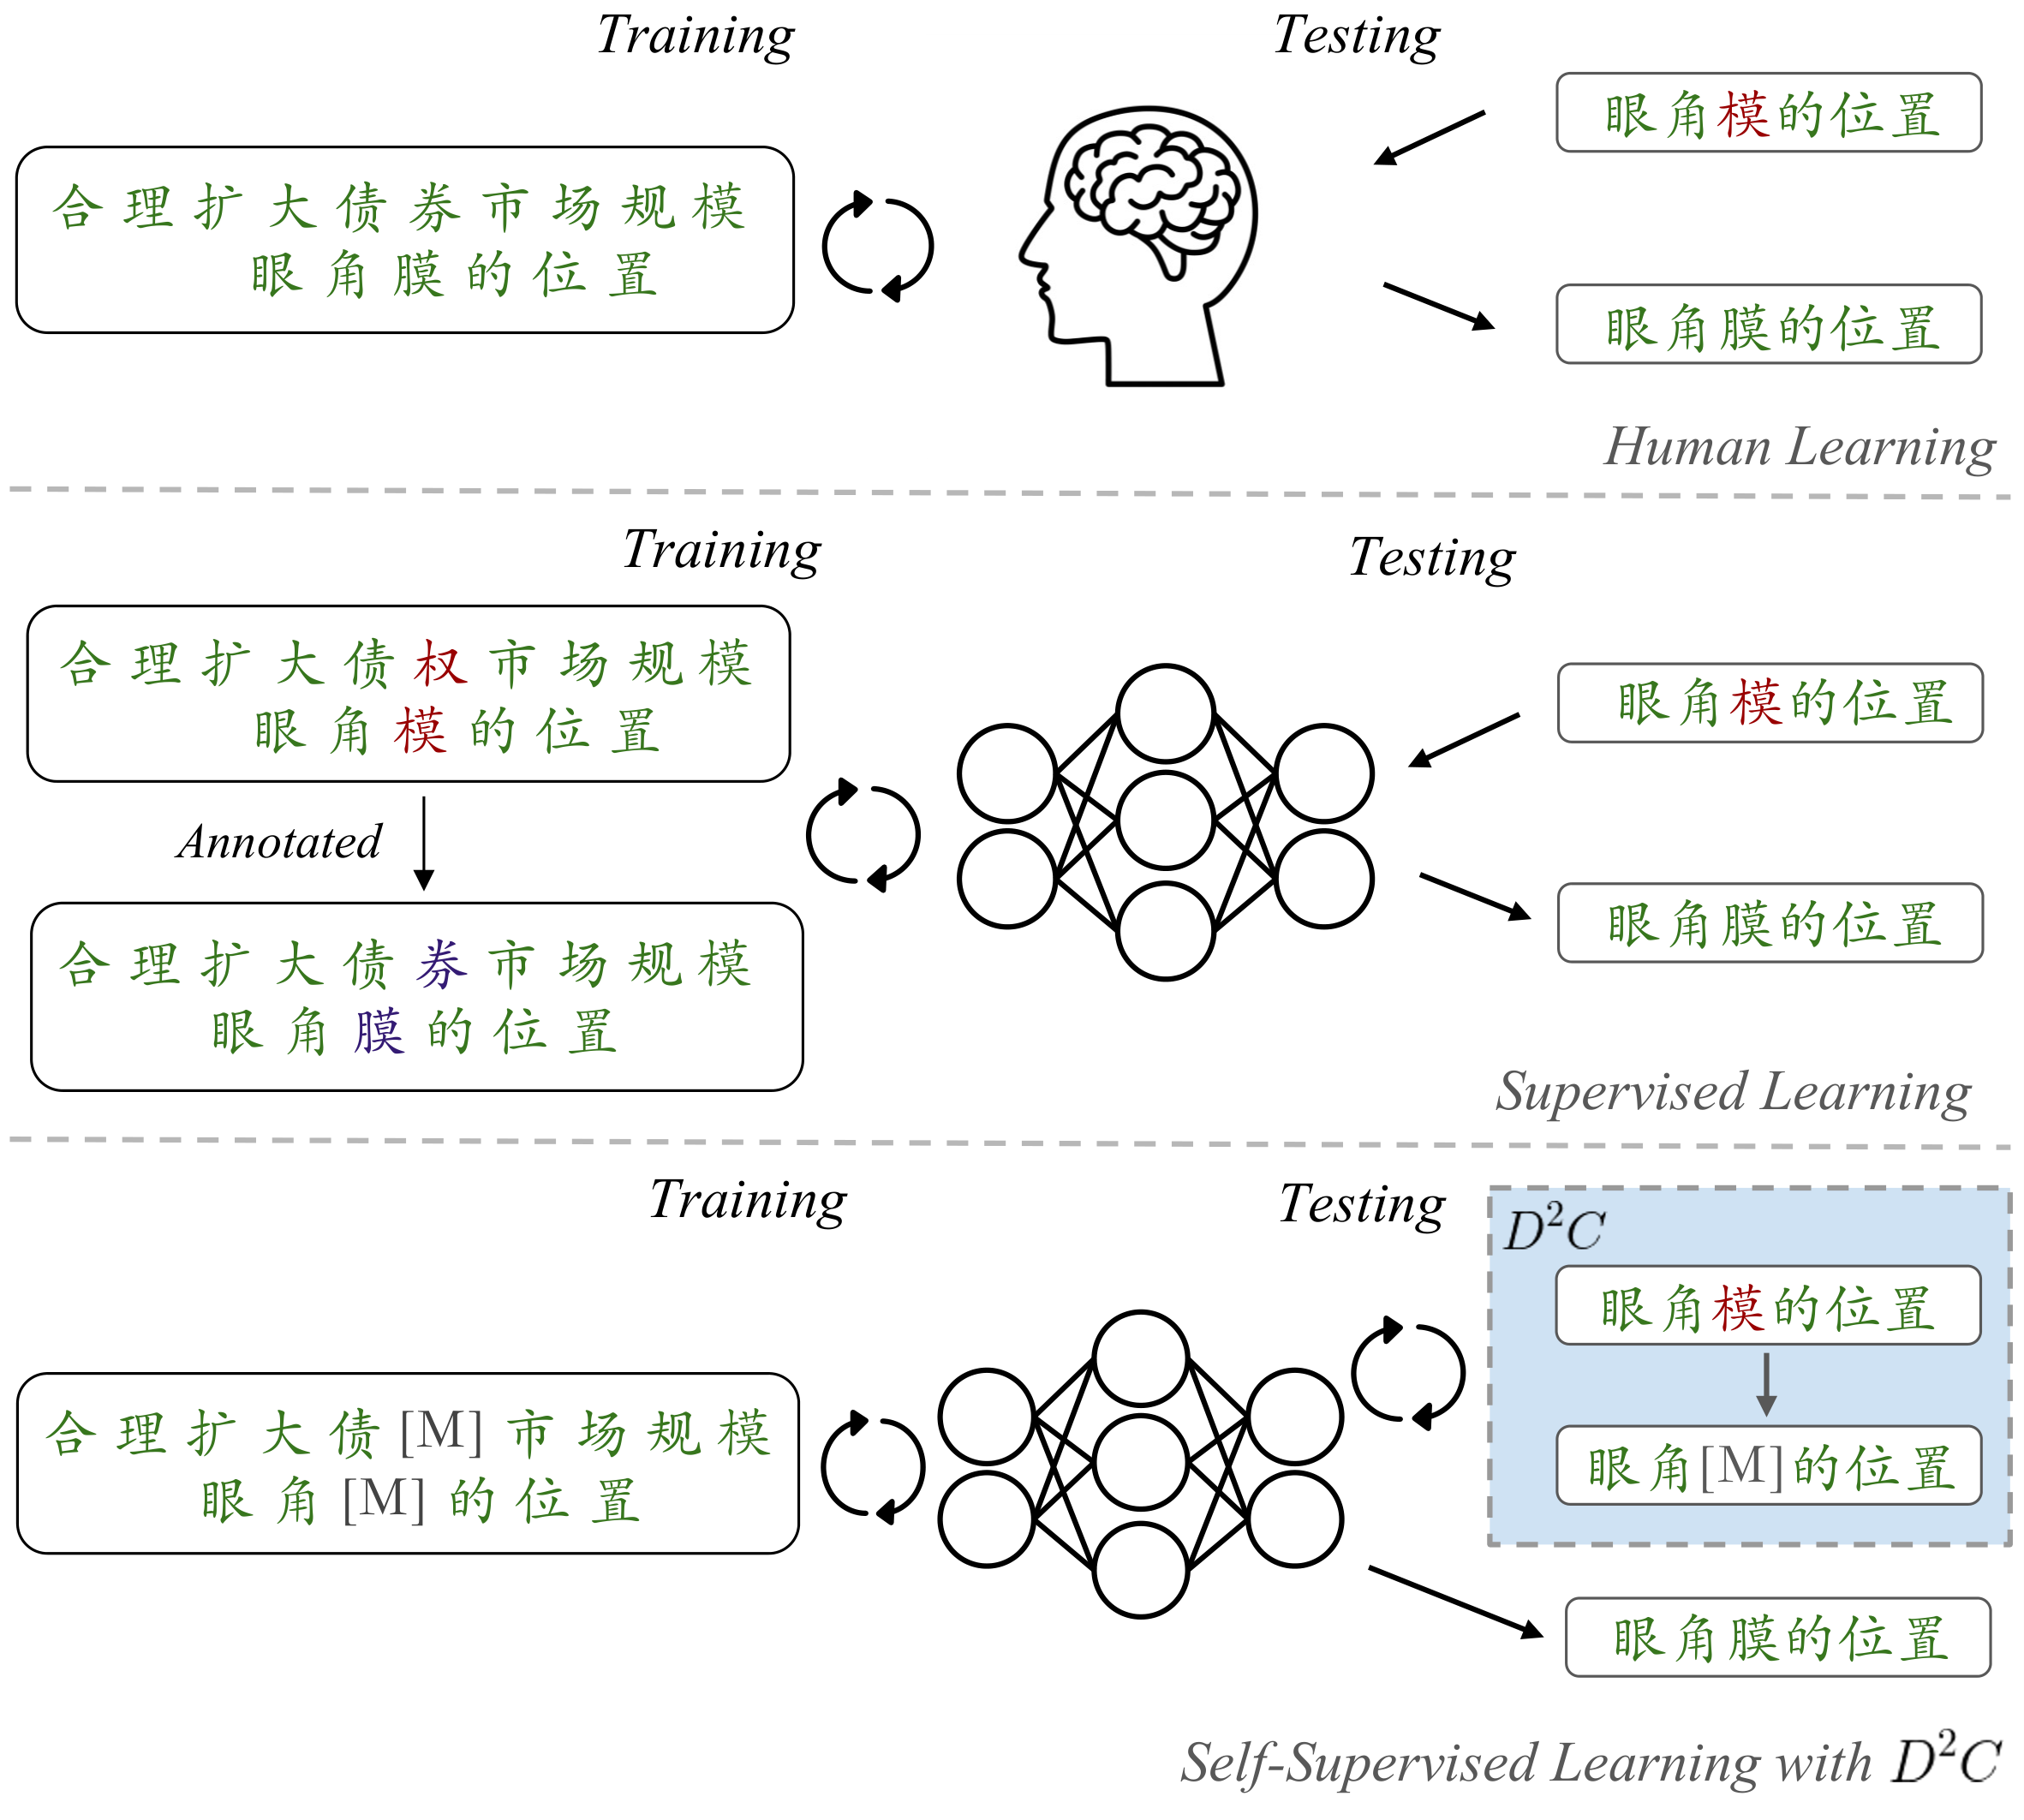 Training
Testing
合理扩大债券市场规模
眼角膜的位置
眼角模的位置
眼角膜的位置
Human Learning
Training
Testing
合理扩大债权市场规模
眼角模的位置
Annotated
合理扩大债券市场规模
眼角膜的位置
眼角模的位置
眼角膜的位置
Supervised Learning
Training
Testing
合理扩大债[M]市场规模
眼角[M]的位置
D²C
眼角模的位置
眼角[M]的位置
眼角膜的位置
Self-Supervised Learning with D²C